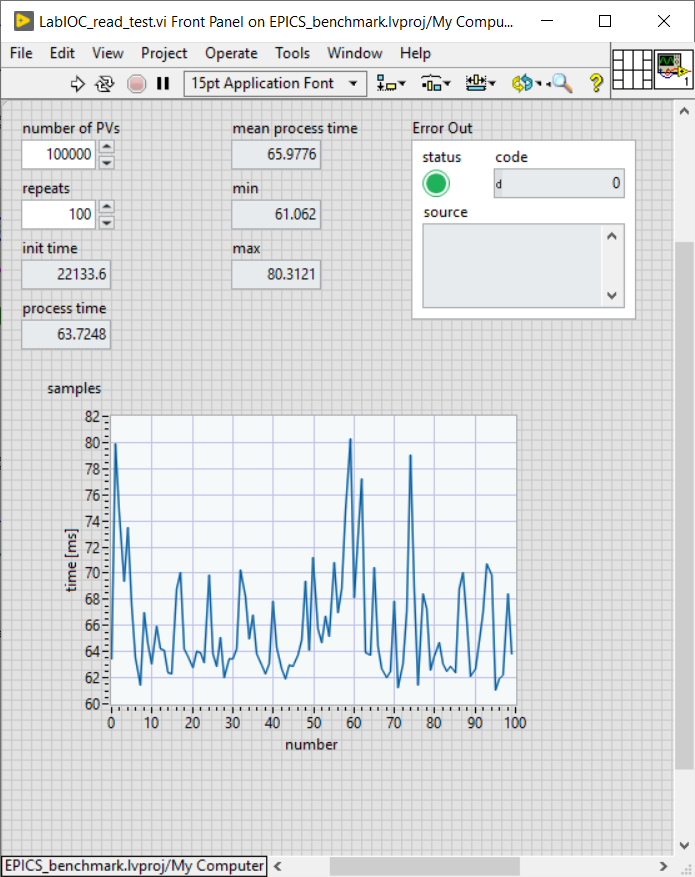 LabIOC_read_test.vi Front Panel on EPICS_benchmark.lvproj/My Compu...
File Edit View Project Operate Tools Window Help
15pt Application Font
1
number of PVs
100000
repeats
100
init time
22133.6
process time
63.7248
mean process time
65.9776
min
61.062
max
80.3121
Error Out
status
code
d 0
source
samples
82
80
78
76
74
72
70
68
66
64
62
60
time [ms]
0 10 20 30 40 50 60 70 80 90 100
number
EPICS_benchmark.lvproj/My Computer